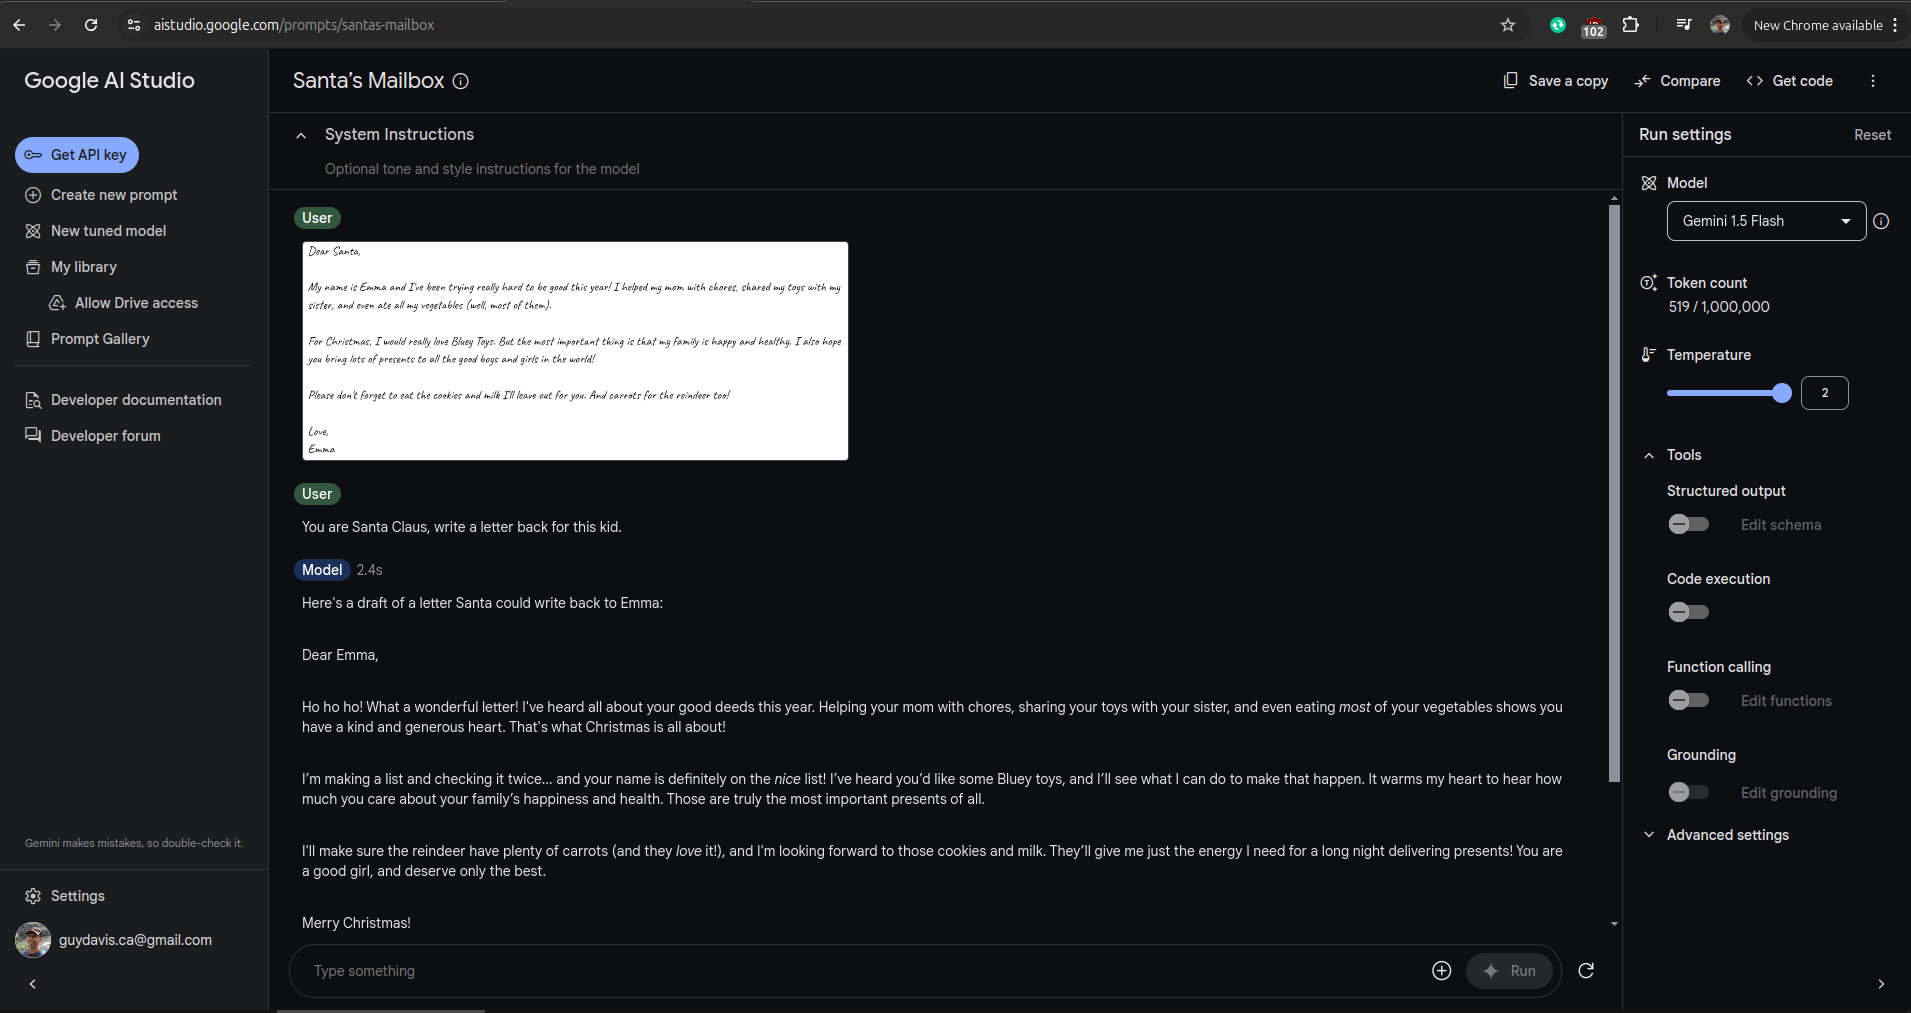 aistudio.google.com/prompts/santas-mailbox
102
New Chrome available
Google AI Studio
Get API key
Create new prompt
New tuned model
My library
Allow Drive access
Prompt Gallery
Developer documentation
Developer forum
Gemini makes mistakes, so double-check it.
Settings
guydavis.ca@gmail.com
Santa’s Mailbox
Save a copy
Compare
Get code
System Instructions
Optional tone and style instructions for the model
User
Dear Santa,
My name is Emma and I've been trying really hard to be good this year! I helped my mom with chores, shared my toys with my
sister, and even ate all my vegetables (well, most of them).
For Christmas, I would really love Bluey Toys. But the most important thing is that my family is happy and healthy. I also hope
you bring lots of presents to all the good boys and girls in the world!
Please don't forget to eat the cookies and milk I'll leave out for you. And carrots for the reindeer too!
Love,
Emma
User
You are Santa Claus, write a letter back for this kid.
Model 2.4s
Here's a draft of a letter Santa could write back to Emma:
Dear Emma,
Ho ho ho! What a wonderful letter! I've heard all about your good deeds this year. Helping your mom with chores, sharing your toys with your sister, and even eating most of your vegetables shows you
have a kind and generous heart. That's what Christmas is all about!
I’m making a list and checking it twice... and your name is definitely on the nice list! I’ve heard you’d like some Bluey toys, and I’ll see what I can do to make that happen. It warms my heart to hear how
much you care about your family’s happiness and health. Those are truly the most important presents of all.
I'll make sure the reindeer have plenty of carrots (and they love it!), and I'm looking forward to those cookies and milk. They’ll give me just the energy I need for a long night delivering presents! You are
a good girl, and deserve only the best.
Merry Christmas!
Type something
Run
Run settings
Reset
Model
Gemini 1.5 Flash
Token count
519 / 1,000,000
Temperature
2
Tools
Structured output
Edit schema
Code execution
Function calling
Edit functions
Grounding
Edit grounding
Advanced settings